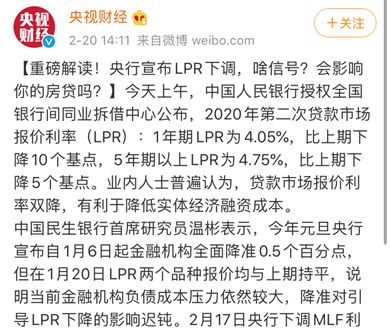 央视财经
央视财经
2-20 14:11 来自微博 weibo.com
+关注
【重磅解读！央行宣布LPR下调，啥信号？会影响
你的房贷吗？】今天上午，中国人民银行授权全国
银行间同业拆借中心公布，2020年第二次贷款市场
报价利率（LPR）：1年期LPR为4.05%，比上期下
降10个基点，5年期以上LPR为4.75%，比上期下
降5个基点。业内人士普遍认为，贷款市场报价利
率双降，有利于降低实体经济融资成本。
中国民生银行首席研究员温彬表示，今年元旦央行
宣布自1月6日起金融机构全面降准0.5个百分点，
但在1月20日LPR两个品种报价均与上期持平，说
明当前金融机构负债成本压力依然较大，降准对引
导LPR下降的影响迟钝。2月17日央行下调MLF利